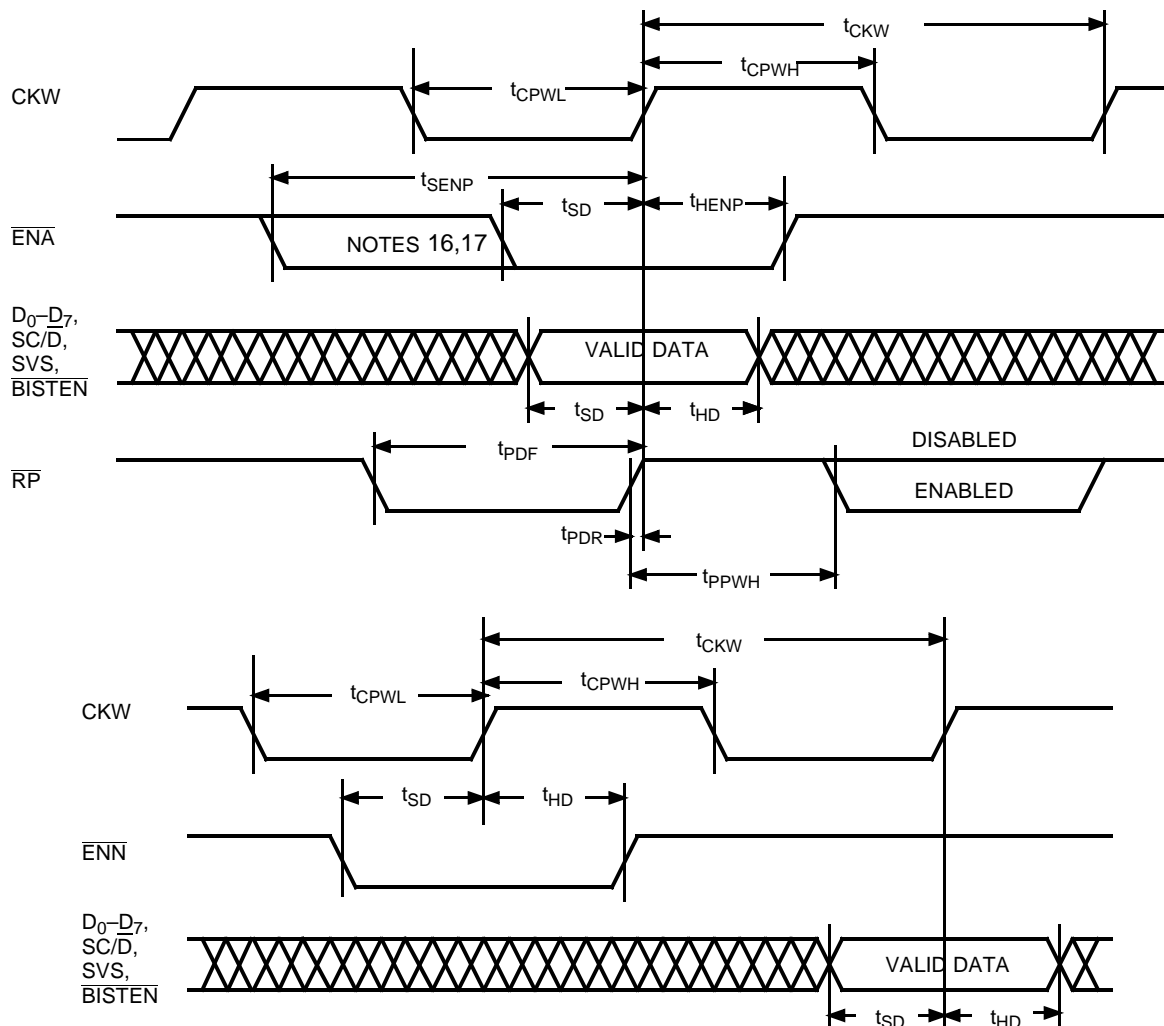 tCKW
tCPWH
tCPWL
CKW
tSENP
tSD
tHENP
ENA
NOTES 16,17
D0–D7,
SC/D,
SVS,
BISTEN
VALID DATA
tSD
tHD
tPDF
DISABLED
RP
ENABLED
tPDR
tPPWH
tCKW
tCPWL
tCPWH
CKW
tSD
tHD
ENN
D0–D7,
SC/D,
SVS,
BISTEN
VALID DATA
tSD
tHD